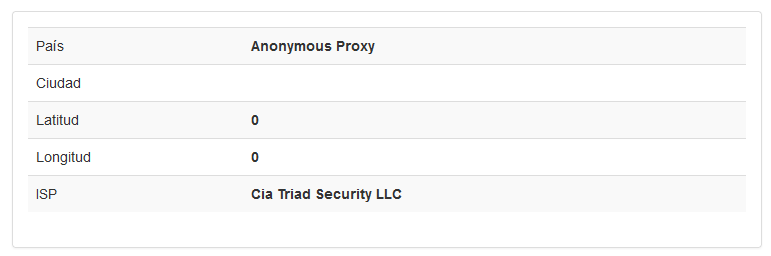 País Anonymous Proxy
Ciudad
Latitud 0
Longitud 0
ISP Cia Triad Security LLC